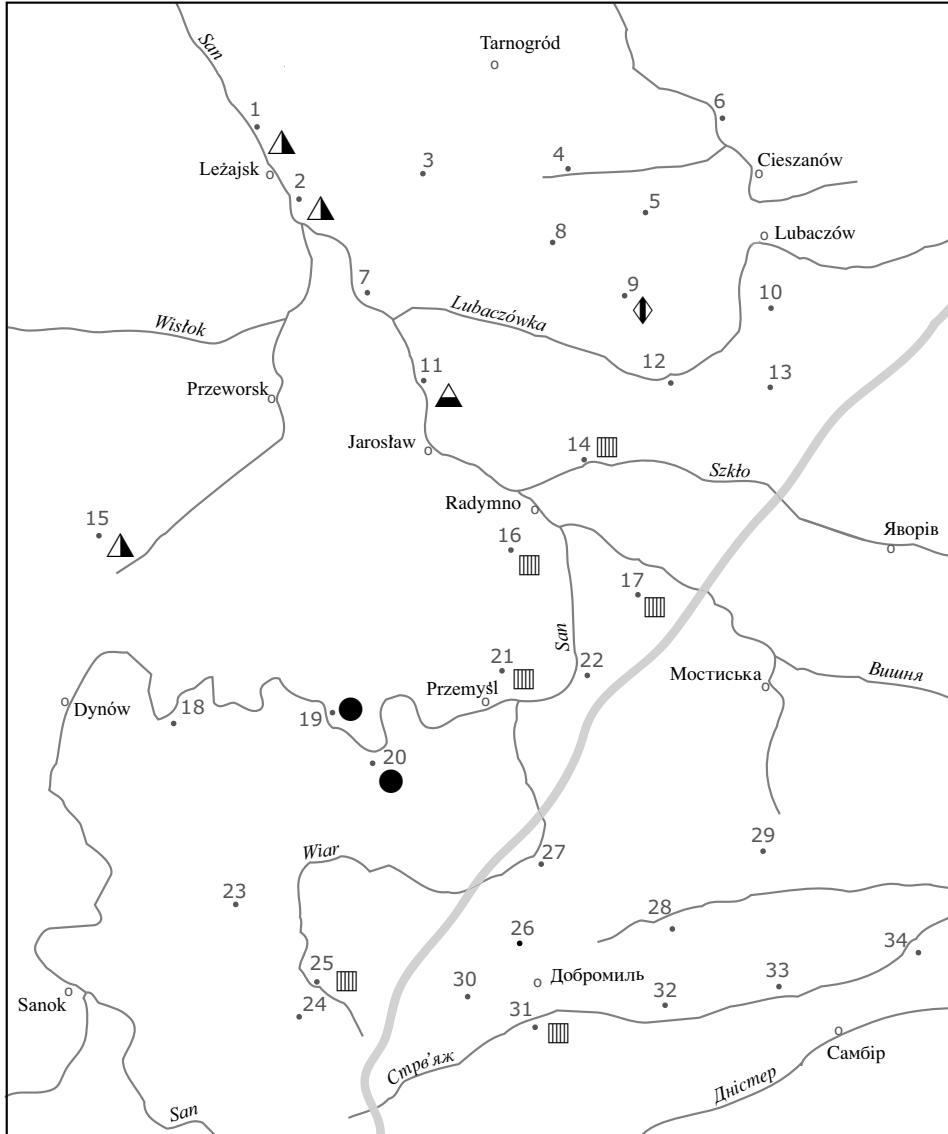 San
Tarnogród
1
6
3
4
Leżajsk
Cieszanów
2
5
8
Lubaczów
7
9
10
Wisłok
Lubaczówka
11
12
13
Przeworsk
Jarosław
14
Szkło
Radymno
15
16
Яворів
17
San
21
22
Мостиська
Вишня
Dynów
18
19
Przemyśl
20
Wiar
27
29
23
28
26
34
25
30
Добромиль
33
Sanok
24
31
32
Самбір
Стрв’яж
Дністер
San